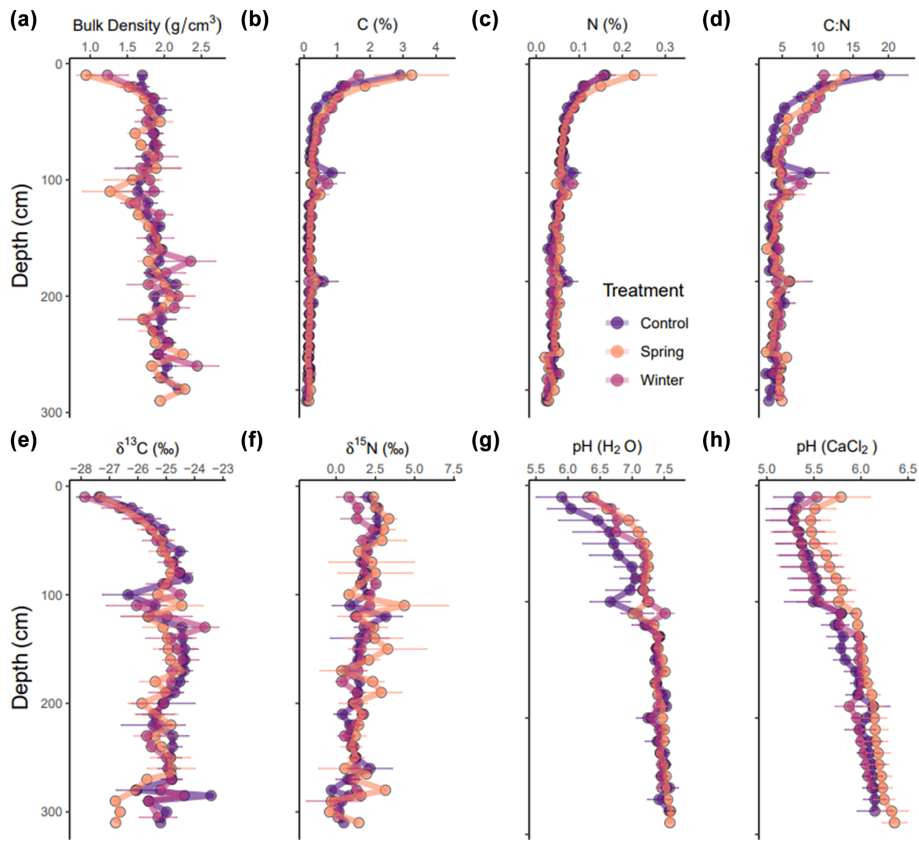 (a) (b) (c) (d)
Bulk Density (g/cm³) C (%) N (%) C:N
1.0 1.5 2.0 2.5 0 1 2 3 4 0.0 0.1 0.2 0.3 5 10 15 20
0
100
200
300
Depth (cm)
Treatment
Control
Spring
Winter
(e) (f) (g) (h)
δ¹³C (‰) δ¹⁵N (‰) pH (H₂O) pH (CaCl₂)
−28 −27 −26 −25 −24 −23 0.0 2.5 5.0 7.5 5.5 6.0 6.5 7.0 7.5 5.0 5.5 6.0 6.5
0
100
200
300
Depth (cm)